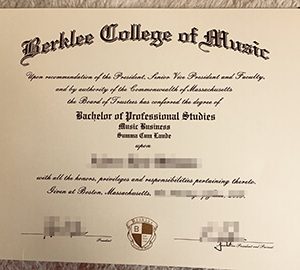 Berklee College of Music
Upon recommendation of the President, Senior Vice President and Faculty,
and by authority of the Commonwealth of Massachusetts
the Board of Trustees has conferred the degree of
Bachelor of Professional Studies
Music Business
Summa Cum Laude
upon
with all the honors, privileges and responsibilities pertaining thereto.
Given at Boston, Massachusetts,
President